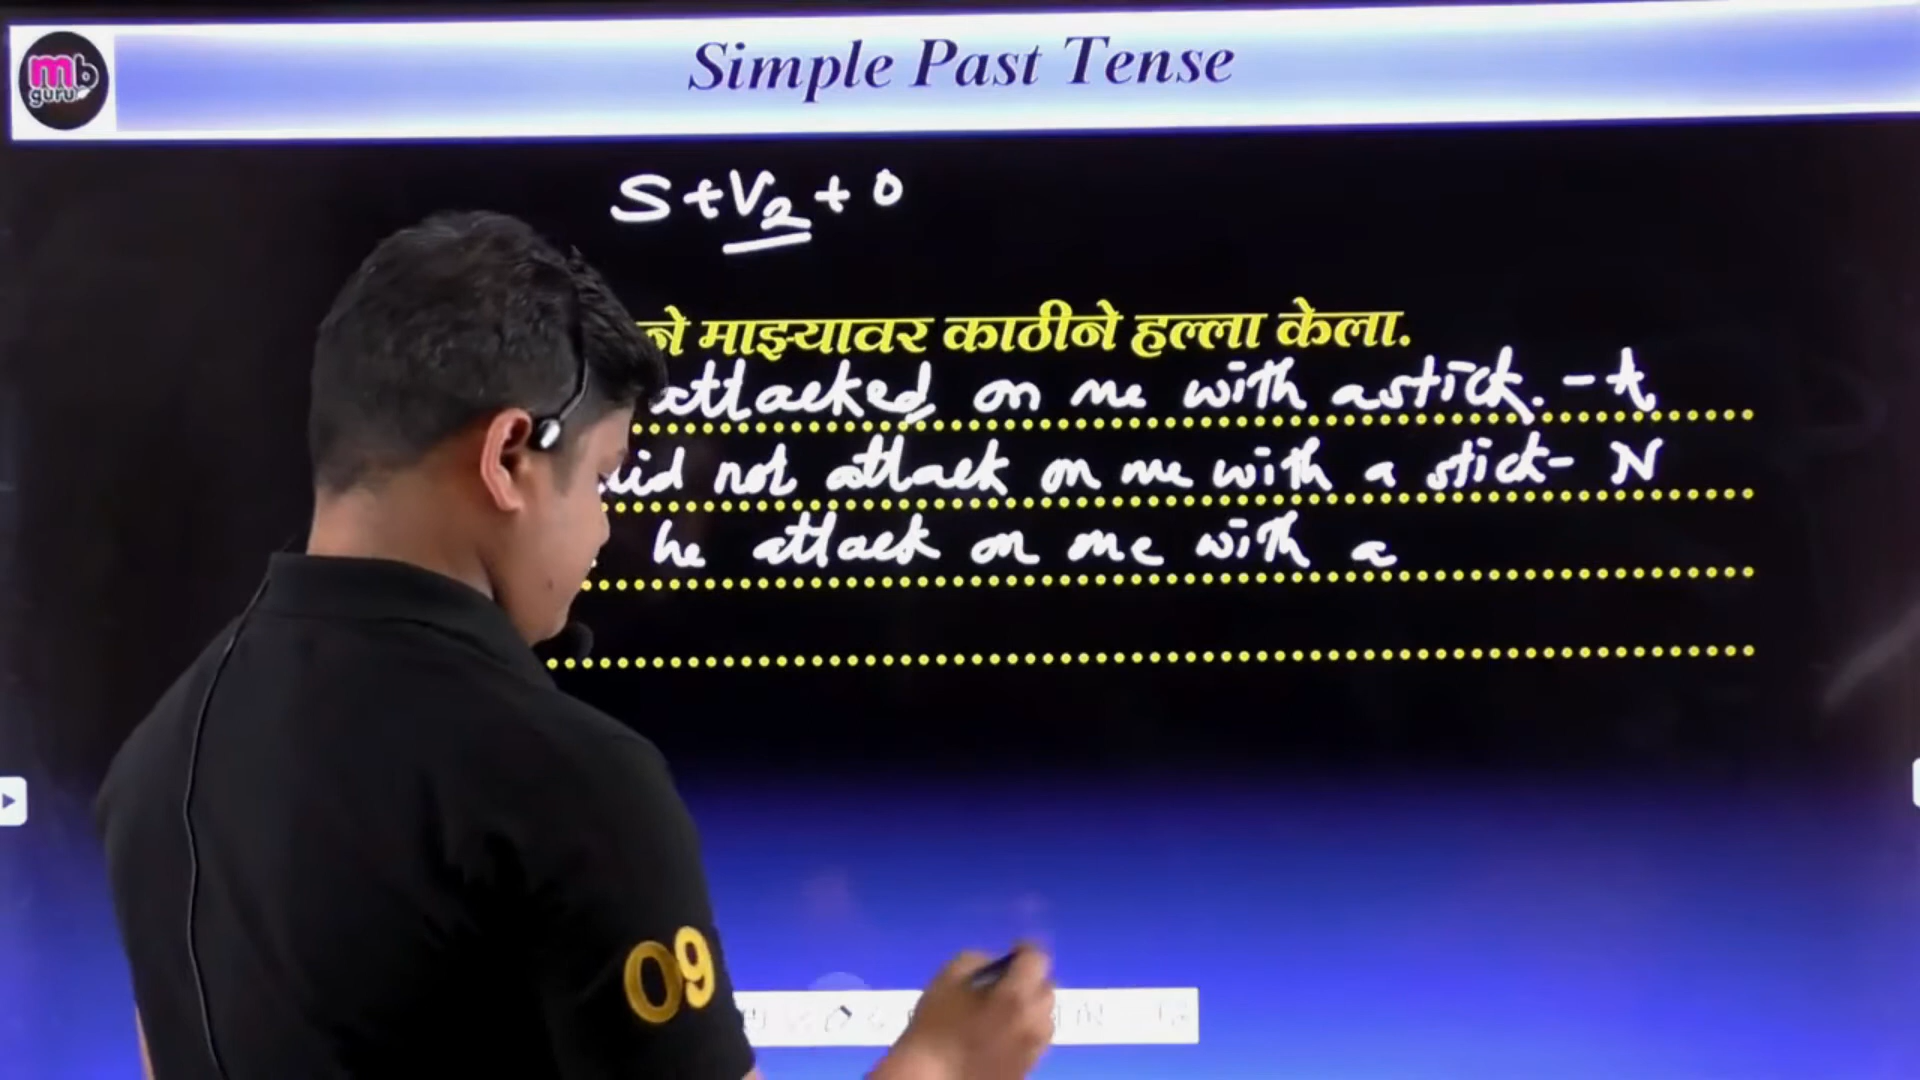 mb
guru
Simple Past Tense
S + V2 + O
ने माझ्यावर काठीने हल्ला केला.
attacked on me with a stick. - A
did not attack on me with a stick - N
he attack on me with a
09